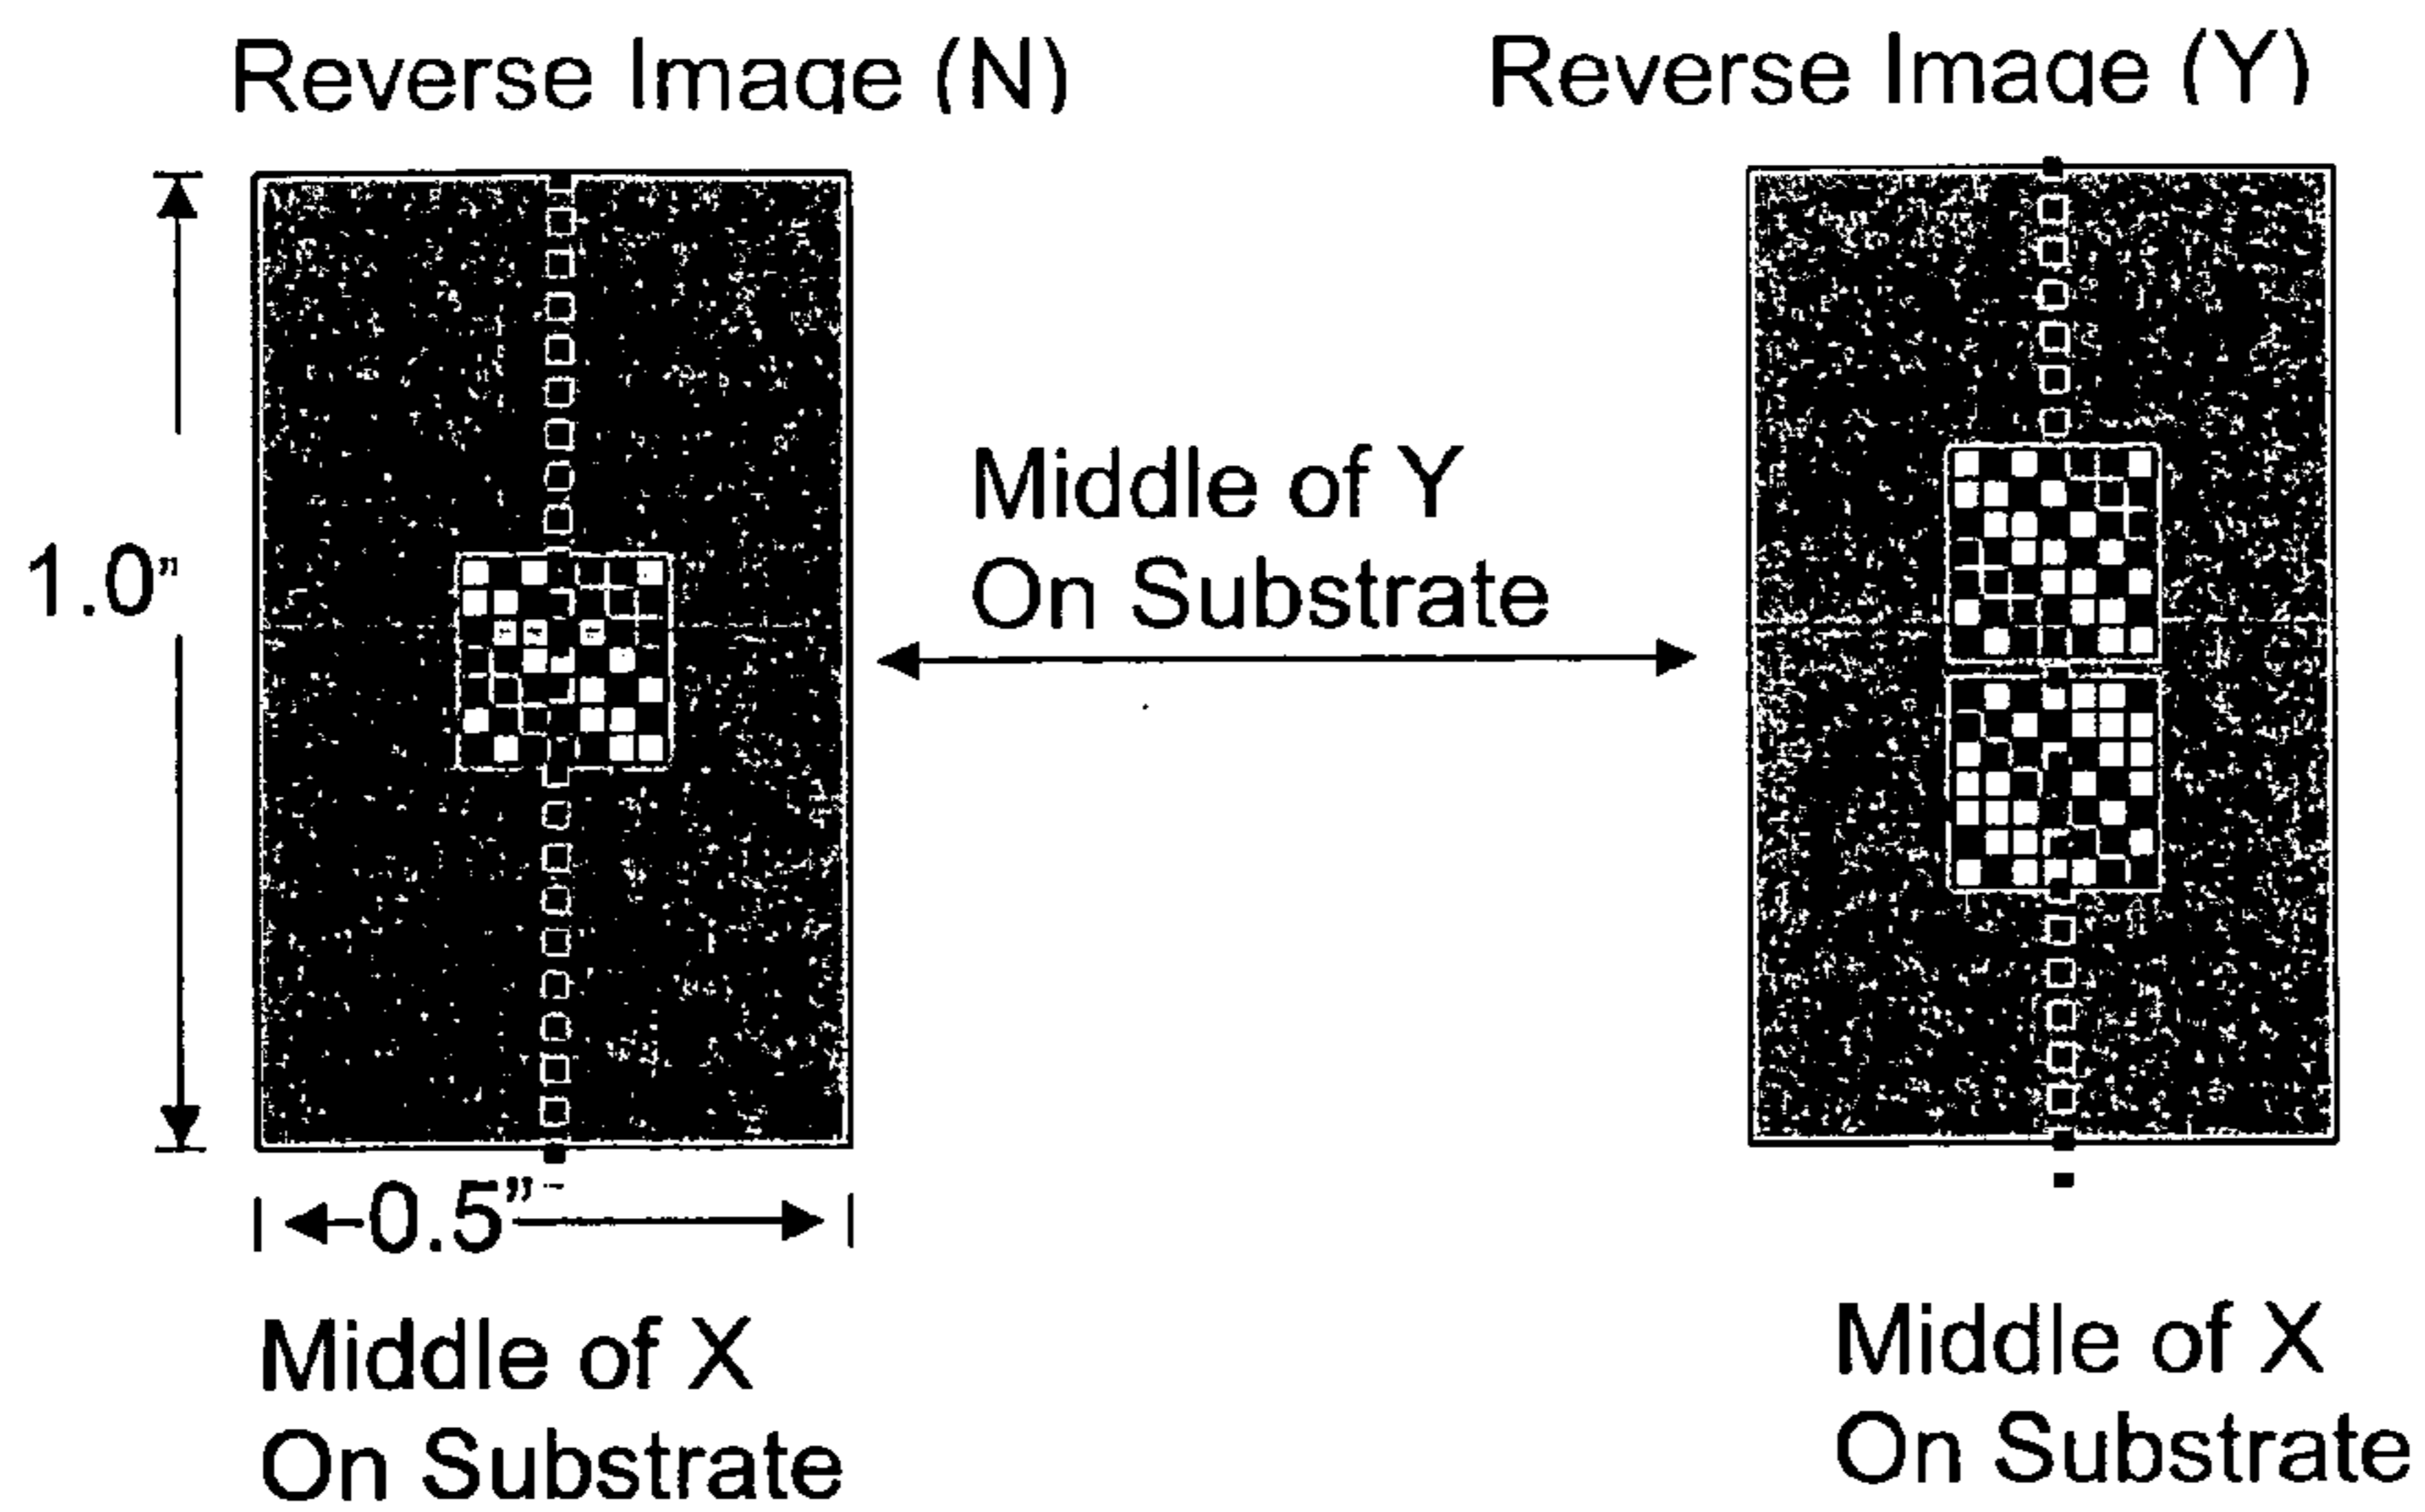 Reverse Image (N)
Reverse Image (Y)
1.0”
Middle of Y
On Substrate
0.5”
Middle of X
On Substrate
Middle of X
On Substrate